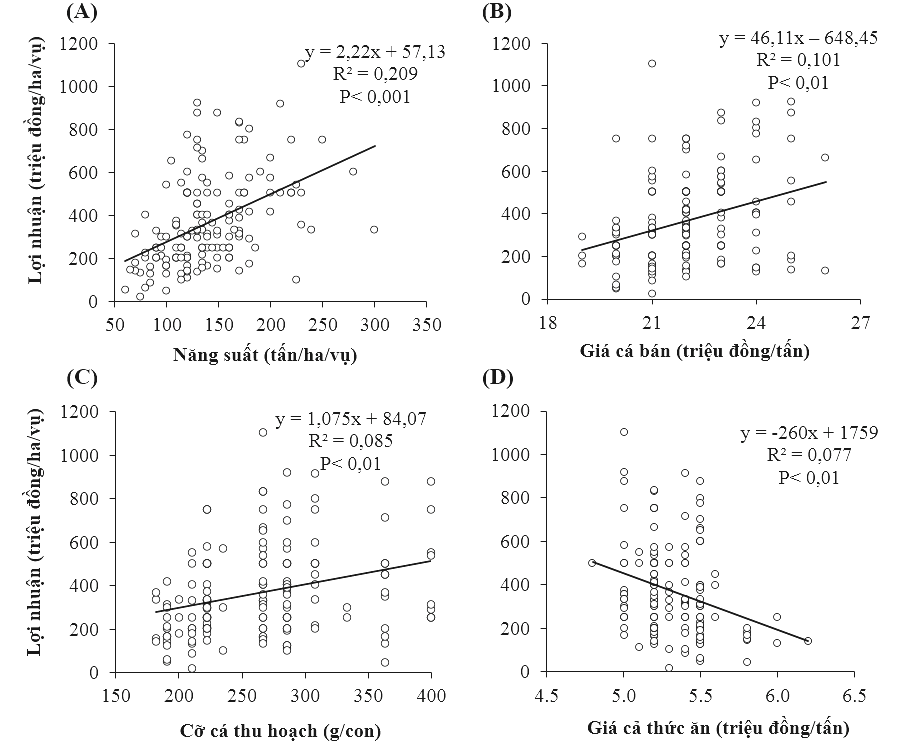 (A)
y = 2,22x + 57,13
R² = 0,209
P< 0,001
1200
1000
800
600
400
200
0
50
100
150
200
250
300
350
Lợi nhuận (triệu đồng/ha/vụ)
Năng suất (tấn/ha/vụ)
(B)
y = 46,11x – 648,45
R² = 0,101
P< 0,01
1200
1000
800
600
400
200
0
18
21
24
27
Giá cá bán (triệu đồng/tấn)
(C)
y = 1,075x + 84,07
R² = 0,085
P< 0,01
1200
1000
800
600
400
200
0
150
200
250
300
350
400
Lợi nhuận (triệu đồng/ha/vụ)
Cỡ cá thu hoạch (g/con)
(D)
y = -260x + 1759
R² = 0,077
P< 0,01
1200
1000
800
600
400
200
0
4.5
5.0
5.5
6.0
6.5
Giá cả thức ăn (triệu đồng/tấn)